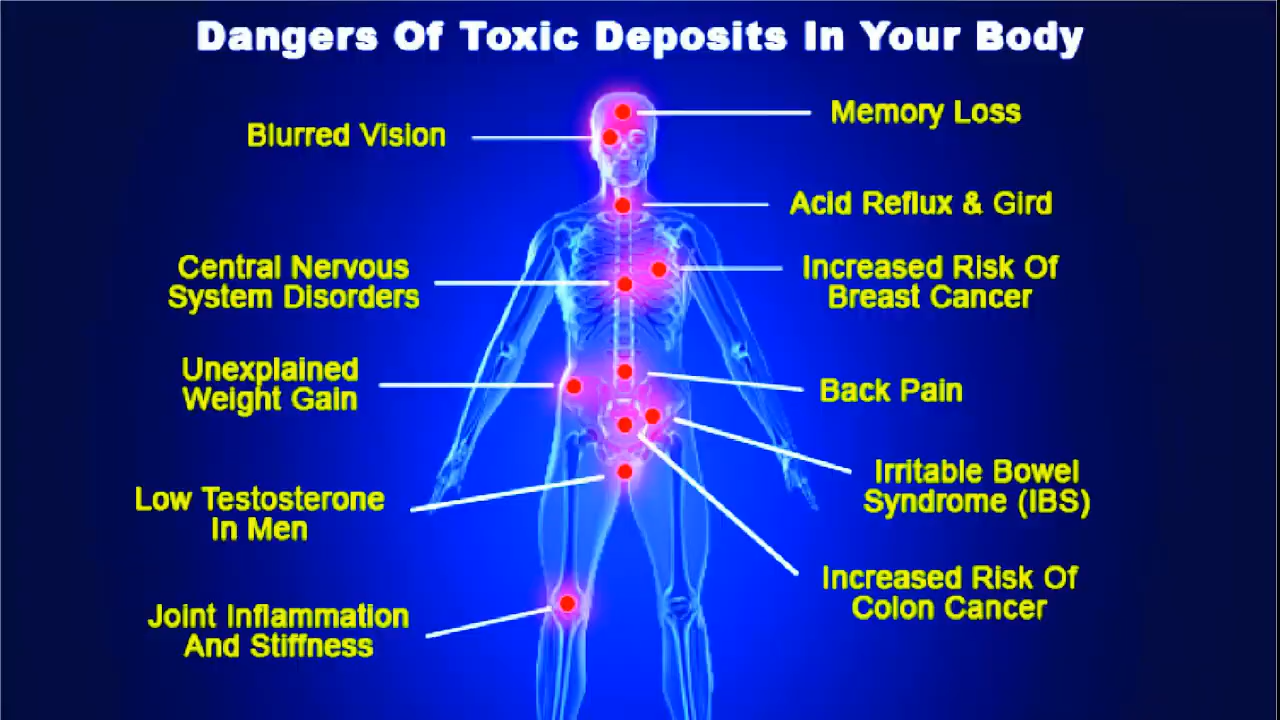 Dangers Of Toxic Deposits In Your Body
Memory Loss
Blurred Vision
Acid Reflux & Gird
Central Nervous
System Disorders
Increased Risk Of
Breast Cancer
Unexplained
Weight Gain
Back Pain
Irritable Bowel
Syndrome (IBS)
Low Testosterone
In Men
Increased Risk Of
Colon Cancer
Joint Inflammation
And Stiffness